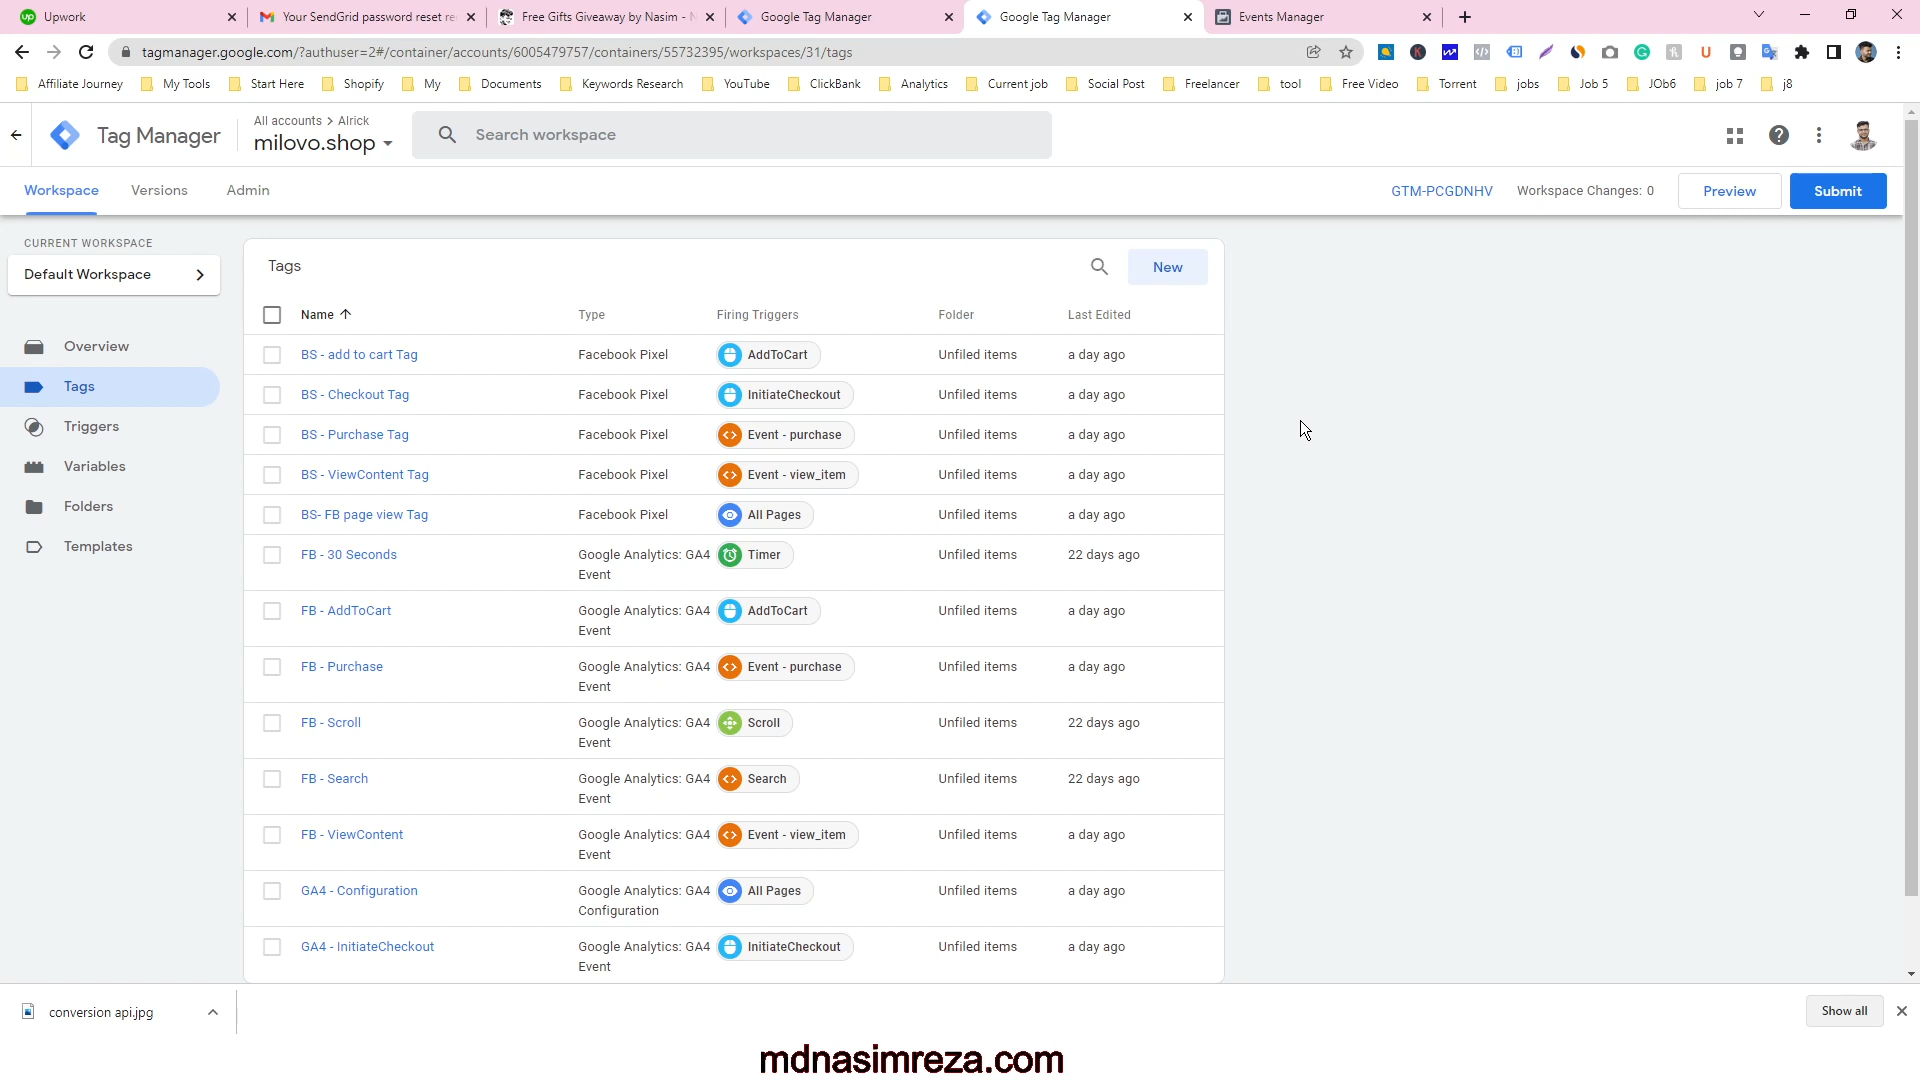 Upwork
Your SendGrid password reset re
Free Gifts Giveaway by Nasim - N
Google Tag Manager
Google Tag Manager
Events Manager
tagmanager.google.com/?authuser=2#/container/accounts/6005479757/containers/55732395/workspaces/31/tags
Affiliate Journey My Tools Start Here Shopify My Documents Keywords Research YouTube ClickBank Analytics Current job Social Post Freelancer tool Free Video Torrent jobs Job 5 JOb6 job 7 j8
Tag Manager
All accounts > Alrick
milovo.shop
Search workspace
Workspace Versions Admin
GTM-PCGDNHV Workspace Changes: 0 Preview Submit
CURRENT WORKSPACE
Default Workspace
Overview
Tags
Triggers
Variables
Folders
Templates
Tags
New
Name Type Firing Triggers Folder Last Edited
BS - add to cart Tag Facebook Pixel AddToCart Unfiled items a day ago
BS - Checkout Tag Facebook Pixel InitiateCheckout Unfiled items a day ago
BS - Purchase Tag Facebook Pixel Event - purchase Unfiled items a day ago
BS - ViewContent Tag Facebook Pixel Event - view_item Unfiled items a day ago
BS- FB page view Tag Facebook Pixel All Pages Unfiled items a day ago
FB - 30 Seconds Google Analytics: GA4 Timer Unfiled items 22 days ago
Event
FB - AddToCart Google Analytics: GA4 AddToCart Unfiled items a day ago
Event
FB - Purchase Google Analytics: GA4 Event - purchase Unfiled items a day ago
Event
FB - Scroll Google Analytics: GA4 Scroll Unfiled items 22 days ago
Event
FB - Search Google Analytics: GA4 Search Unfiled items 22 days ago
Event
FB - ViewContent Google Analytics: GA4 Event - view_item Unfiled items a day ago
Event
GA4 - Configuration Google Analytics: GA4 All Pages Unfiled items a day ago
Configuration
GA4 - InitiateCheckout Google Analytics: GA4 InitiateCheckout Unfiled items a day ago
Event
conversion api.jpg
Show all
mdnasimreza.com